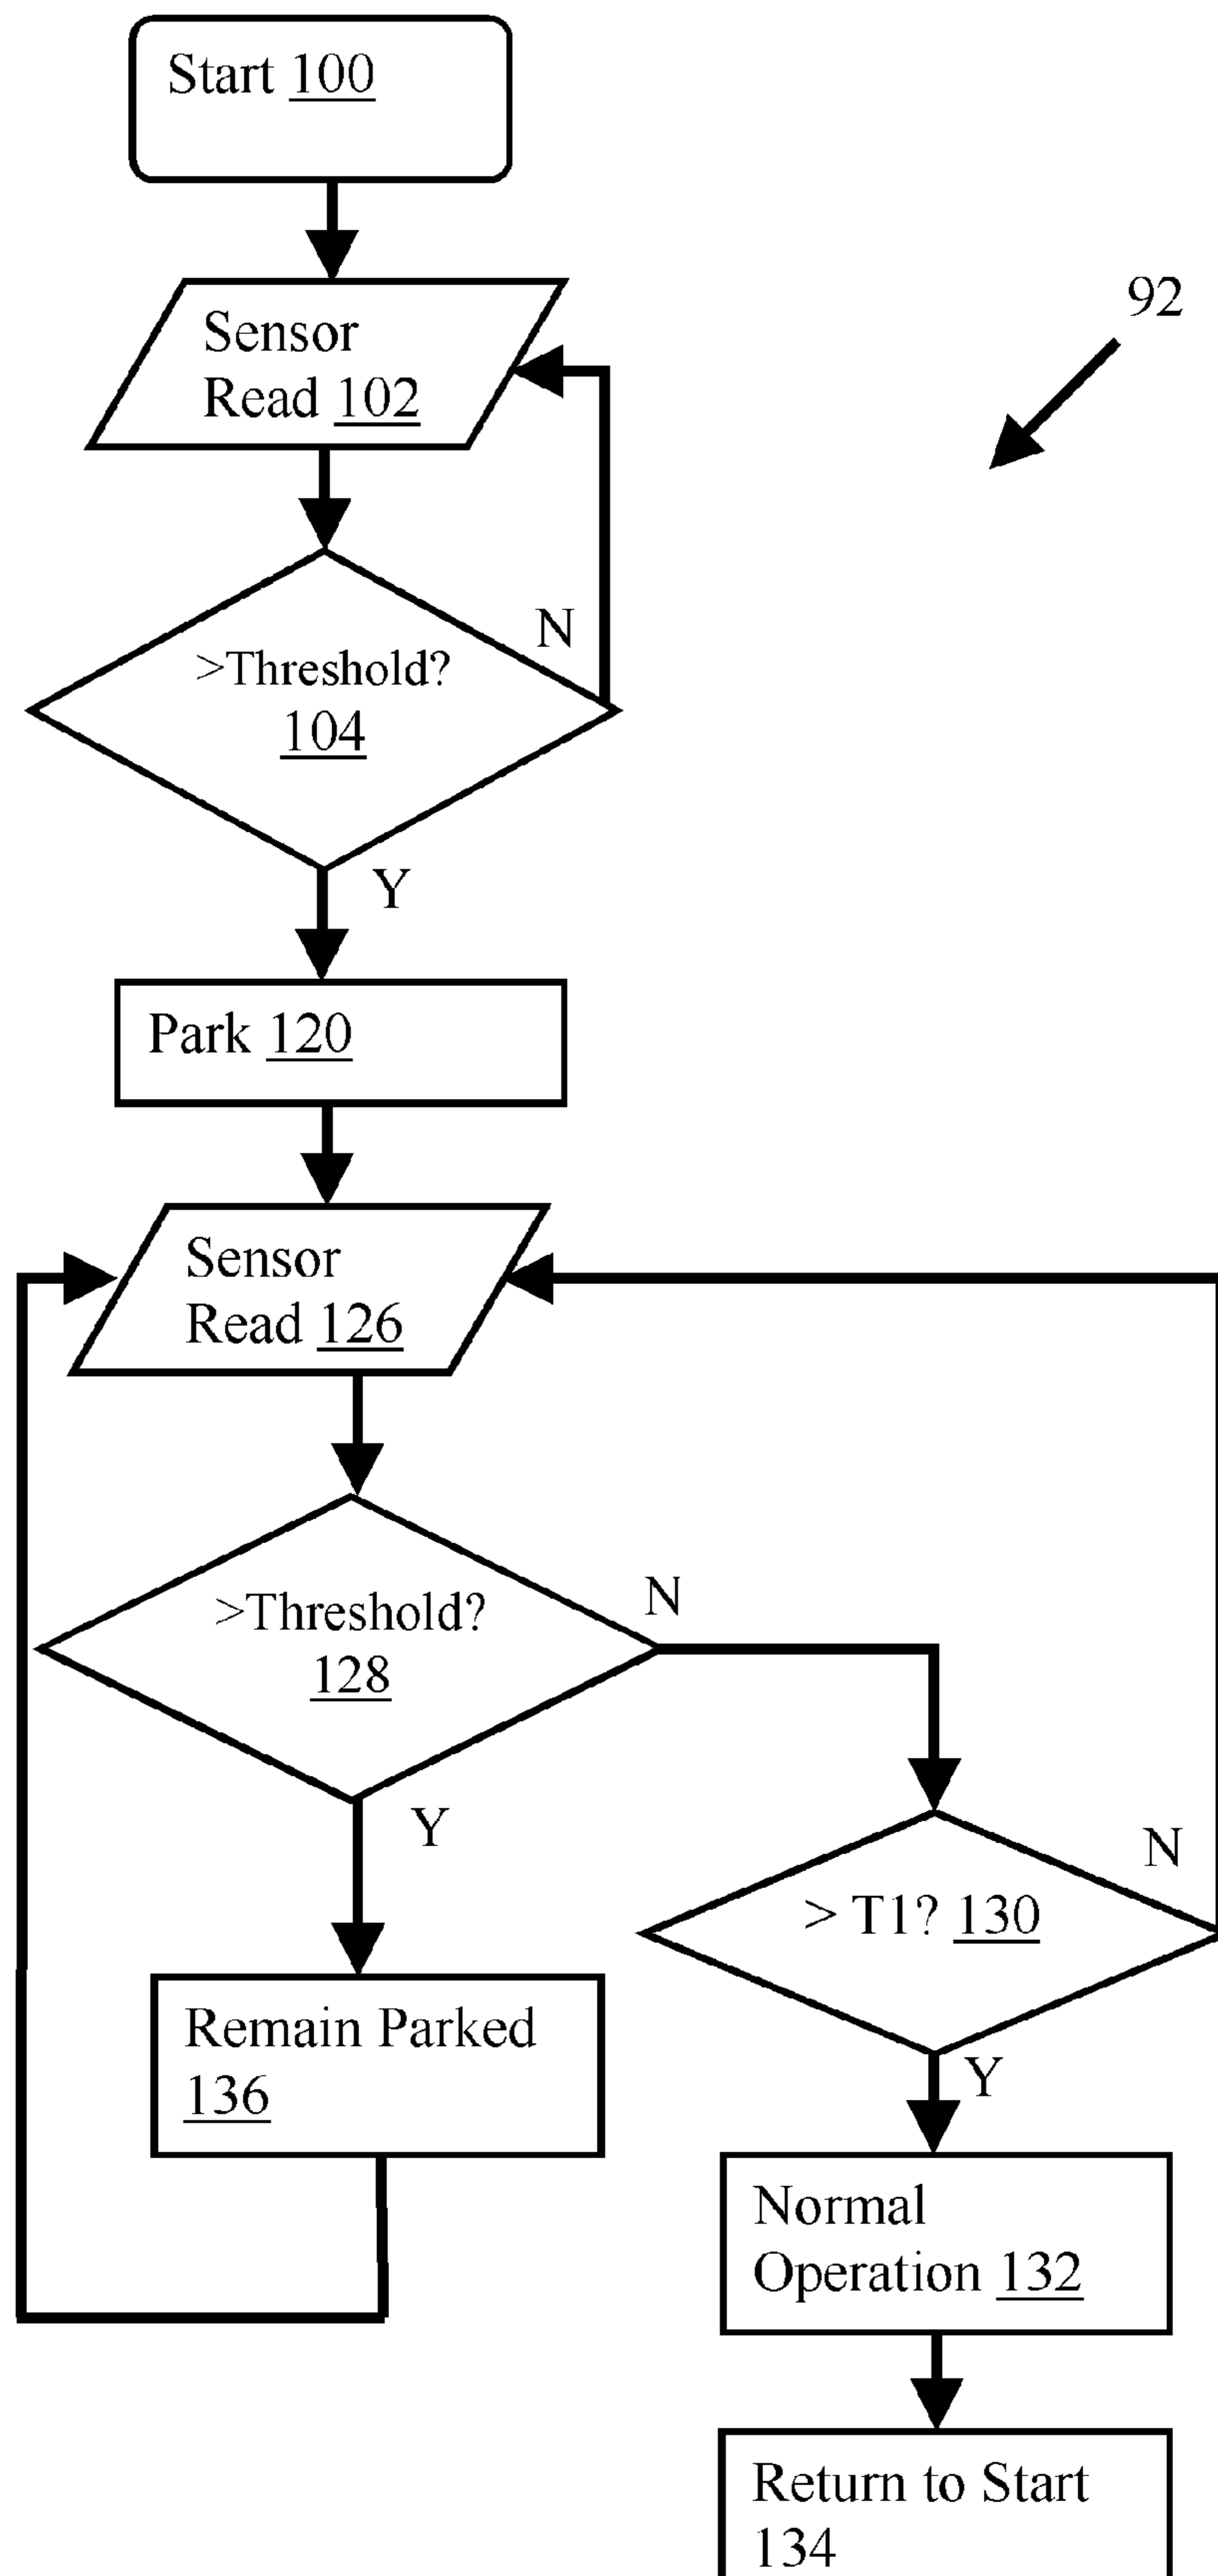 Start 100
Sensor
Read 102
92
N
>Threshold?
104
Y
Park 120
Sensor
Read 126
N
>Threshold?
128
Y
N
> T1? 130
Remain Parked
136
Y
Normal
Operation 132
Return to Start
134